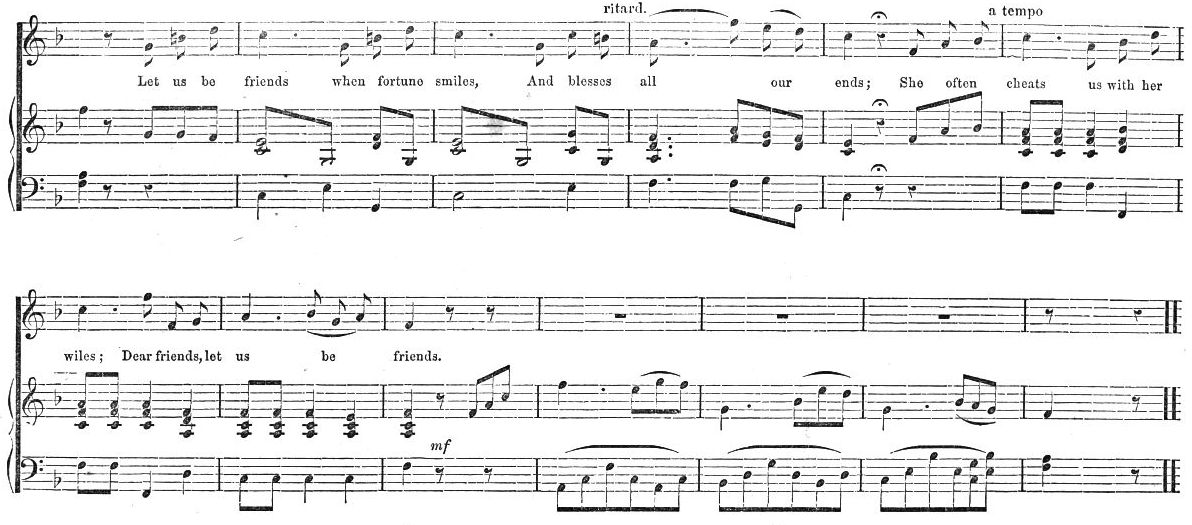 ritard.
a tempo
Let us be friends when fortune smiles, And blesses all our ends; She often cheats us with her
wiles; Dear friends, let us be friends.
mf